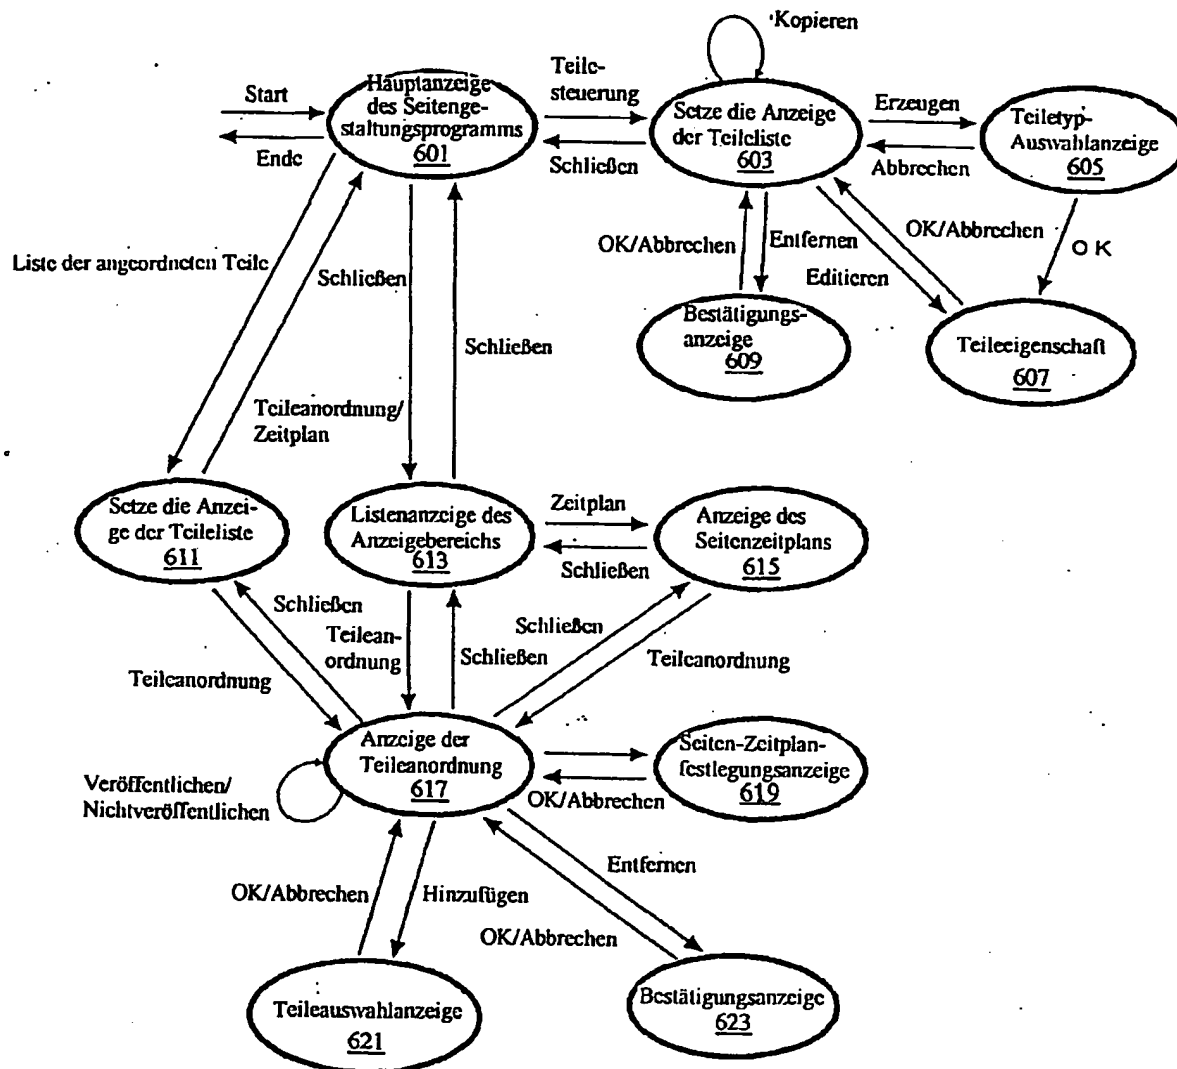 Kopieren
Start
Ende
Hauptanzeige
des Seitenge-
staltungsprogramms
601
Teile-
steuerung
Schließen
Setze die Anzeige
der Teileliste
603
Erzeugen
Abbrechen
Teiletyp-
Auswahlanzeige
605
OK/Abbrechen
Entfernen
Editieren
OK/Abbrechen
OK
Bestätigungs-
anzeige
609
Teileeigenschaft
607
Liste der angeordneten Teile
Schließen
Schließen
Teileanordnung/
Zeitplan
Setze die Anzei-
ge der Teileliste
611
Listenanzeige des
Anzeigebereichs
613
Zeitplan
Schließen
Anzeige des
Seitenzeitplans
615
Schließen
Teileanordnung
Teilean-
ordnung
Schließen
Schließen
Teileanordnung
Anzeige der
Teileanordnung
617
Veröffentlichen/
Nichtveröffentlichen
OK/Abbrechen
Seiten-Zeitplan-
festlegungsanzeige
619
OK/Abbrechen
Hinzufügen
Entfernen
OK/Abbrechen
Teileauswahlanzeige
621
Bestätigungsanzeige
623